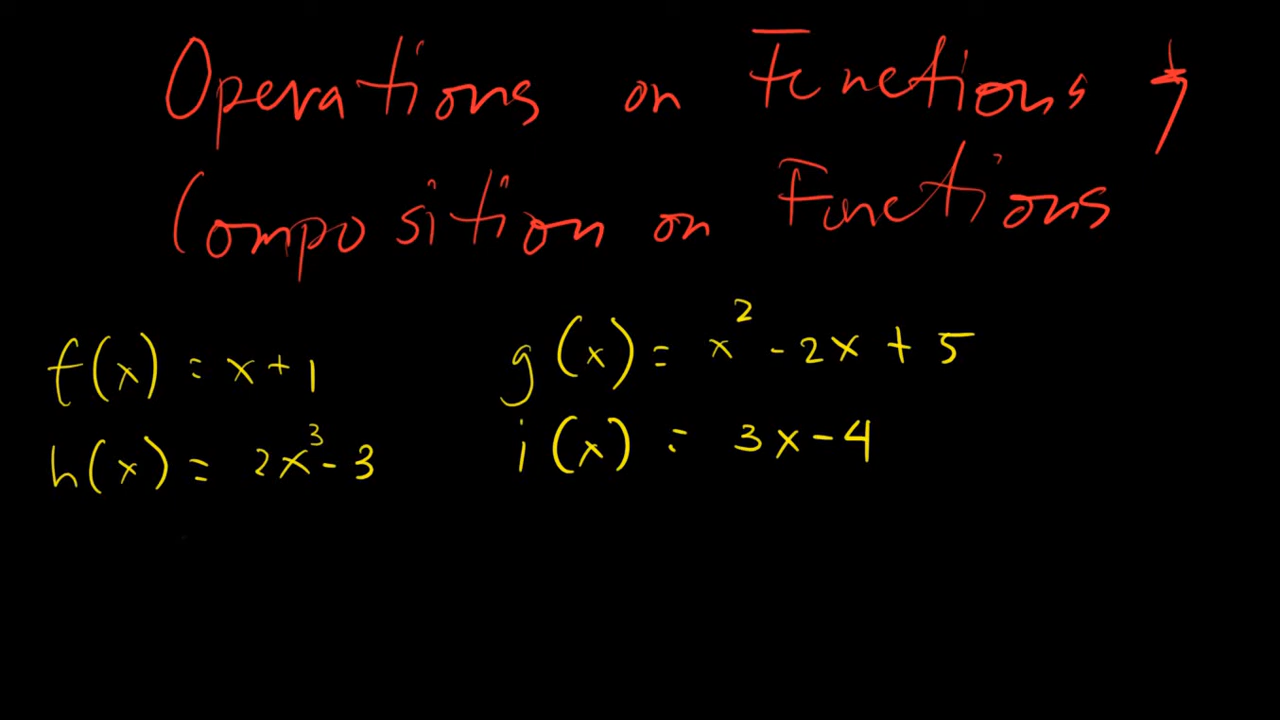 Operations on Functions &
Composition on Functions
f(x) = x + 1
g(x) = x² - 2x + 5
h(x) = 2x³ - 3
i(x) = 3x - 4